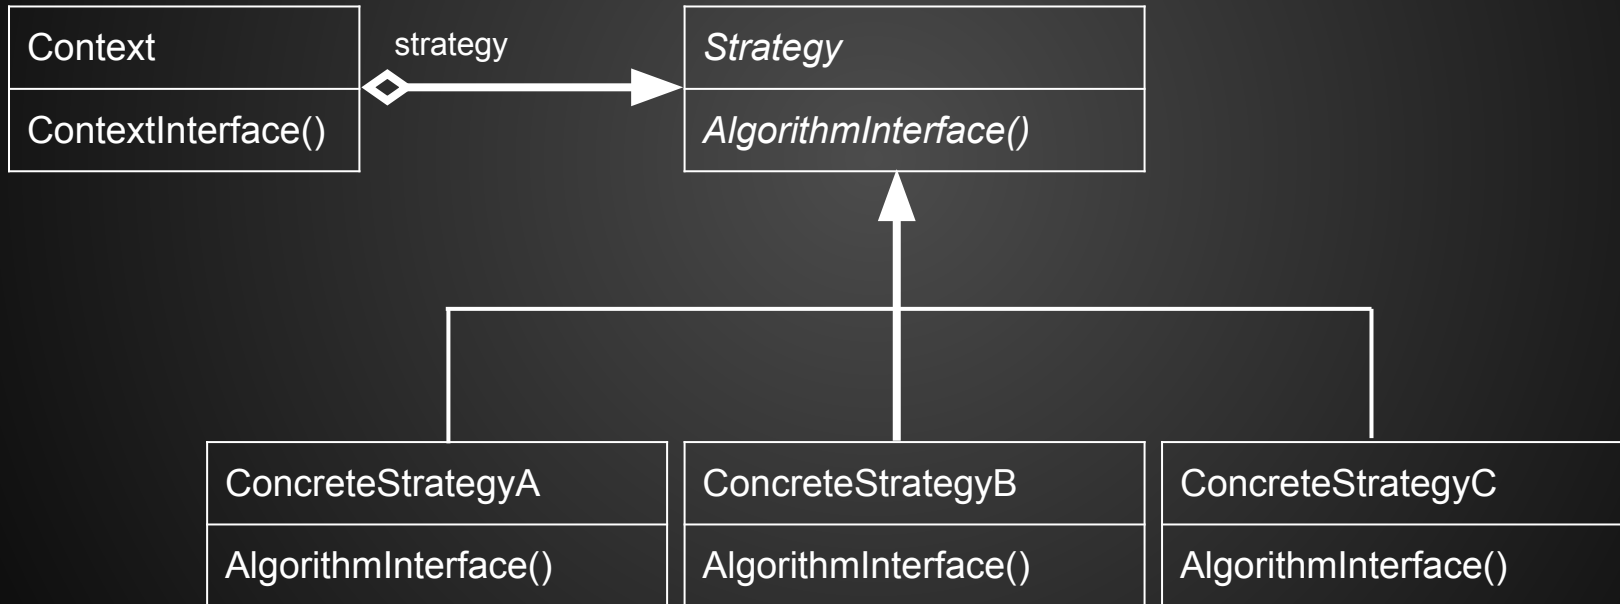 Context
strategy
Strategy
ContextInterface()
AlgorithmInterface()
ConcreteStrategyA
ConcreteStrategyB
ConcreteStrategyC
AlgorithmInterface()
AlgorithmInterface()
AlgorithmInterface()